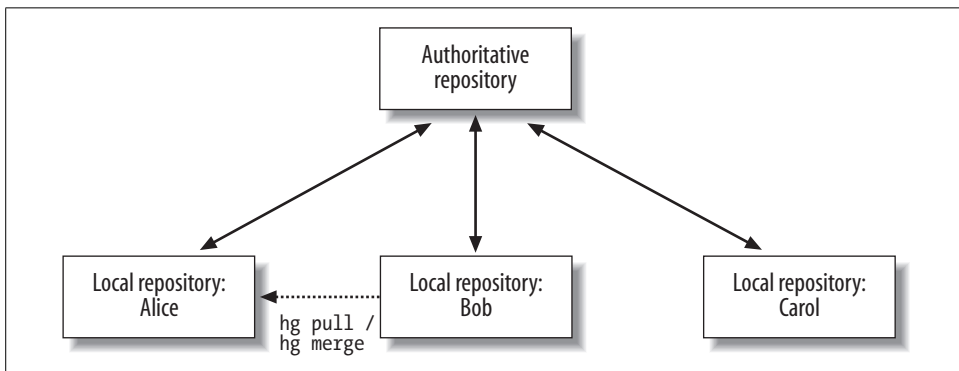 Authoritative
repository
Local repository:
Alice
Local repository:
Bob
Local repository:
Carol
hg pull /
hg merge